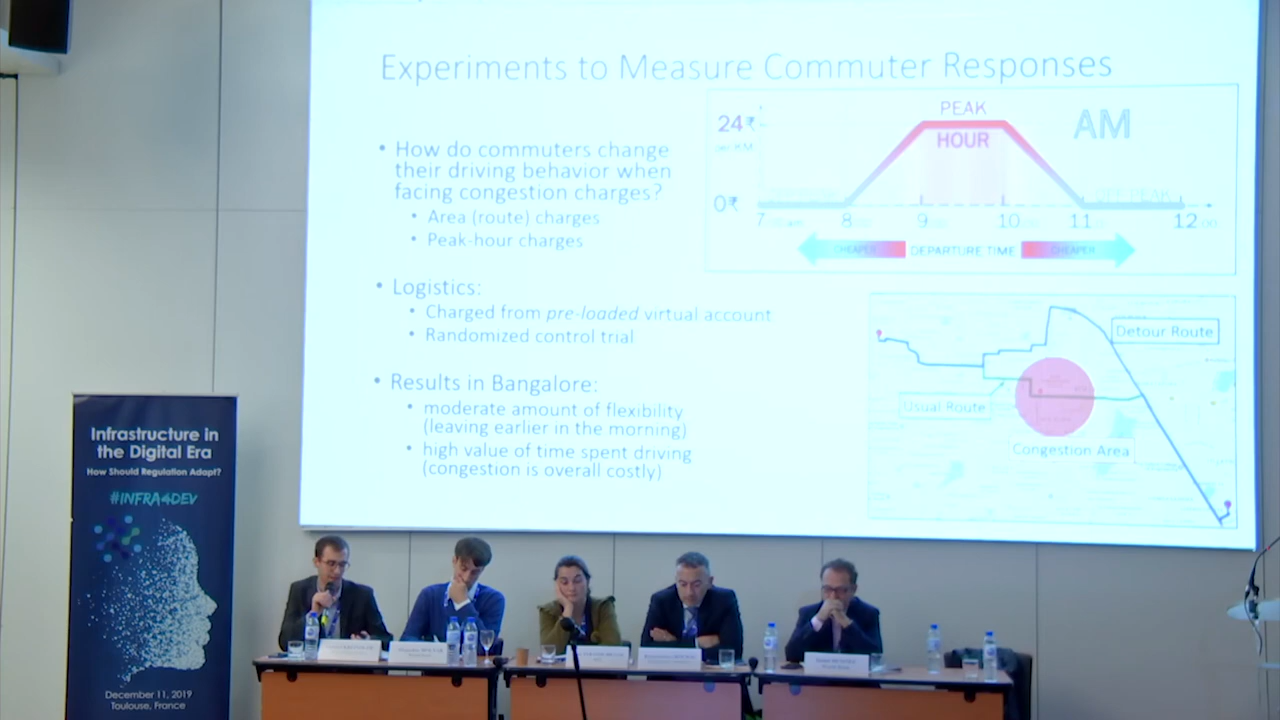 Experiments to Measure Commuter Responses
• How do commuters change
their driving behavior when
facing congestion charges?
• Area (route) charges
• Peak-hour charges
• Logistics:
• Charged from pre-loaded virtual account
• Randomized control trial
• Results in Bangalore:
• moderate amount of flexibility
(leaving earlier in the morning)
• high value of time spent driving
(congestion is overall costly)
PEAK
HOUR
AM
24₹
0₹
7 8 9 10 11 12
CHEAPER DEPARTURE TIME CHEAPER
Detour Route
Usual Route
Congestion Area
Infrastructure in
the Digital Era
How Should Regulation Adapt?
#INFRA4DEV
December 11, 2019
Toulouse, France